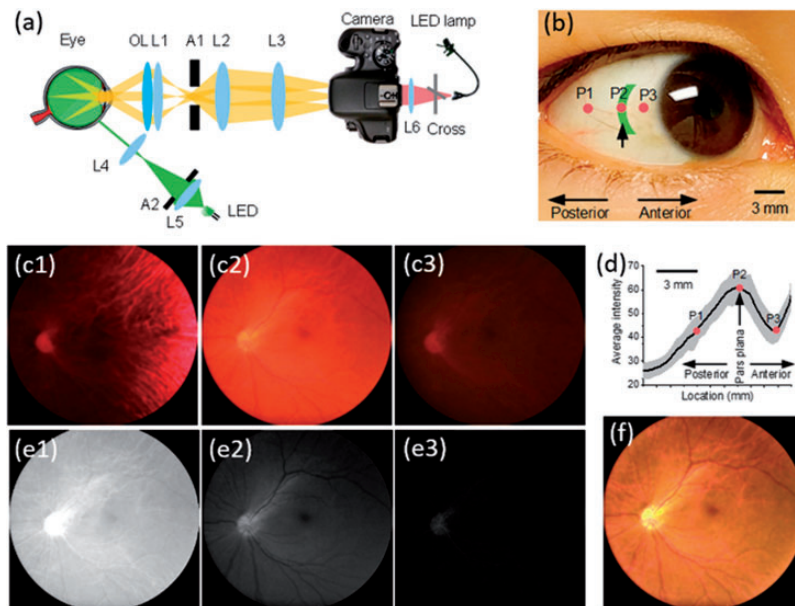 (a)
Eye OL L1 A1 L2 L3 Camera LED lamp
L6 Cross
L4
A2
L5
LED
(b)
P1 P2 P3
Posterior Anterior 3 mm
(c1) (c2) (c3)
(d)
3 mm
P2
P1
P3
Pars plana
Posterior Anterior
Average intensity
70
60
50
40
30
20
Location (mm)
(e1) (e2) (e3)
(f)